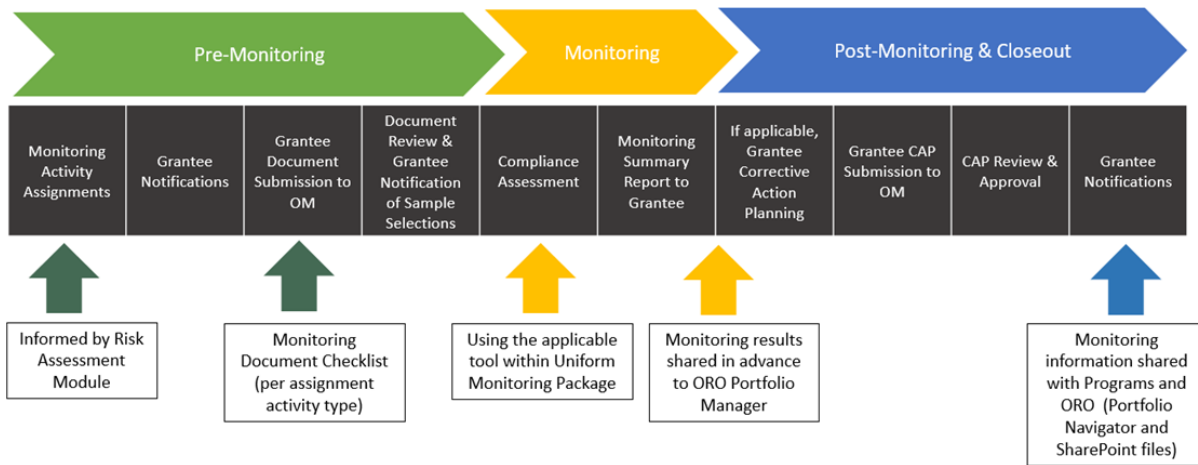 Pre-Monitoring
Monitoring
Post-Monitoring & Closeout
Monitoring
Activity
Assignments
Grantee
Notifications
Grantee
Document
Submission to
OM
Document
Review &
Grantee
Notification
of Sample
Selections
Compliance
Assessment
Monitoring
Summary
Report to
Grantee
If applicable,
Grantee
Corrective
Action
Planning
Grantee CAP
Submission to
OM
CAP Review &
Approval
Grantee
Notifications
Informed by Risk
Assessment
Module
Monitoring
Document Checklist
(per assignment
activity type)
Using the applicable
tool within Uniform
Monitoring Package
Monitoring results
shared in advance
to ORO Portfolio
Manager
Monitoring
information shared
with Programs and
ORO (Portfolio
Navigator and
SharePoint files)